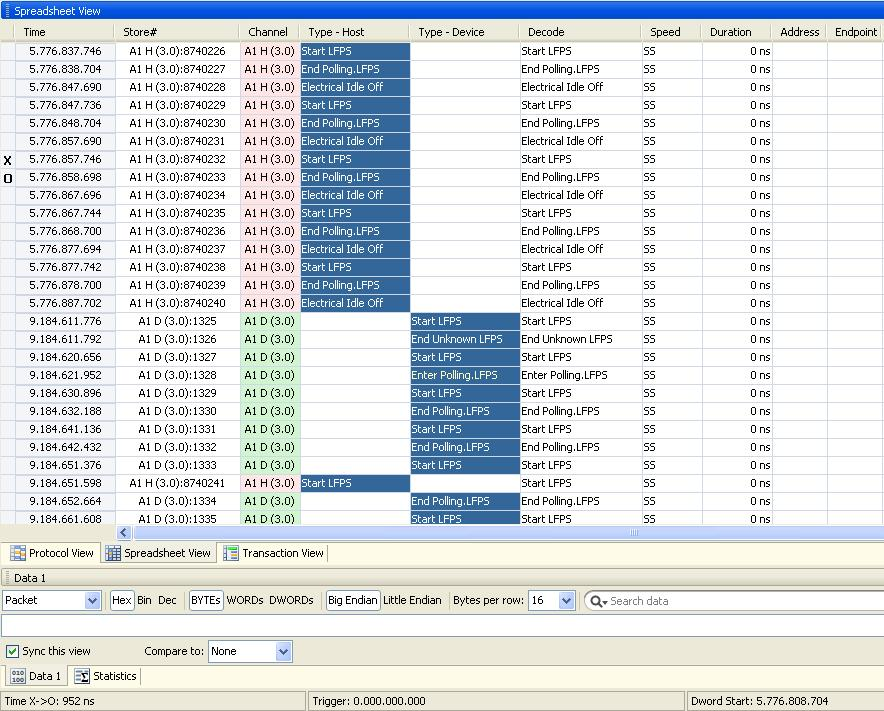 Spreadsheet View
Time Store# Channel Type - Host Type - Device Decode Speed Duration Address Endpoint
5.776.837.746 A1 H (3.0):8740226 A1 H (3.0) Start LFPS Start LFPS SS 0 ns
5.776.838.704 A1 H (3.0):8740227 A1 H (3.0) End Polling.LFPS End Polling.LFPS SS 0 ns
5.776.847.690 A1 H (3.0):8740228 A1 H (3.0) Electrical Idle Off Electrical Idle Off SS 0 ns
5.776.847.736 A1 H (3.0):8740229 A1 H (3.0) Start LFPS Start LFPS SS 0 ns
5.776.848.704 A1 H (3.0):8740230 A1 H (3.0) End Polling.LFPS End Polling.LFPS SS 0 ns
5.776.857.690 A1 H (3.0):8740231 A1 H (3.0) Electrical Idle Off Electrical Idle Off SS 0 ns
X 5.776.857.746 A1 H (3.0):8740232 A1 H (3.0) Start LFPS Start LFPS SS 0 ns
O 5.776.858.698 A1 H (3.0):8740233 A1 H (3.0) End Polling.LFPS End Polling.LFPS SS 0 ns
5.776.867.696 A1 H (3.0):8740234 A1 H (3.0) Electrical Idle Off Electrical Idle Off SS 0 ns
5.776.867.744 A1 H (3.0):8740235 A1 H (3.0) Start LFPS Start LFPS SS 0 ns
5.776.868.700 A1 H (3.0):8740236 A1 H (3.0) End Polling.LFPS End Polling.LFPS SS 0 ns
5.776.877.694 A1 H (3.0):8740237 A1 H (3.0) Electrical Idle Off Electrical Idle Off SS 0 ns
5.776.877.742 A1 H (3.0):8740238 A1 H (3.0) Start LFPS Start LFPS SS 0 ns
5.776.878.700 A1 H (3.0):8740239 A1 H (3.0) End Polling.LFPS End Polling.LFPS SS 0 ns
5.776.887.702 A1 H (3.0):8740240 A1 H (3.0) Electrical Idle Off Electrical Idle Off SS 0 ns
9.184.611.776 A1 D (3.0):1325 A1 D (3.0) Start LFPS Start LFPS SS 0 ns
9.184.611.792 A1 D (3.0):1326 A1 D (3.0) End Unknown LFPS End Unknown LFPS SS 0 ns
9.184.620.656 A1 D (3.0):1327 A1 D (3.0) Start LFPS Start LFPS SS 0 ns
9.184.621.952 A1 D (3.0):1328 A1 D (3.0) Enter Polling.LFPS Enter Polling.LFPS SS 0 ns
9.184.630.896 A1 D (3.0):1329 A1 D (3.0) Start LFPS Start LFPS SS 0 ns
9.184.632.188 A1 D (3.0):1330 A1 D (3.0) End Polling.LFPS End Polling.LFPS SS 0 ns
9.184.641.136 A1 D (3.0):1331 A1 D (3.0) Start LFPS Start LFPS SS 0 ns
9.184.642.432 A1 D (3.0):1332 A1 D (3.0) End Polling.LFPS End Polling.LFPS SS 0 ns
9.184.651.376 A1 D (3.0):1333 A1 D (3.0) Start LFPS Start LFPS SS 0 ns
9.184.651.598 A1 H (3.0):8740241 A1 H (3.0) Start LFPS Start LFPS SS 0 ns
9.184.652.664 A1 D (3.0):1334 A1 D (3.0) End Polling.LFPS End Polling.LFPS SS 0 ns
9.184.661.608 A1 D (3.0):1335 A1 D (3.0) Start LFPS Start LFPS SS 0 ns
Protocol View Spreadsheet View Transaction View
Data 1
Packet Hex Bin Dec BYTEs WORDs DWORDs Big Endian Little Endian Bytes per row: 16 Search data
Sync this view Compare to: None
Data 1 Statistics
Time X->O: 952 ns Trigger: 0.000.000.000 Dword Start: 5.776.808.704